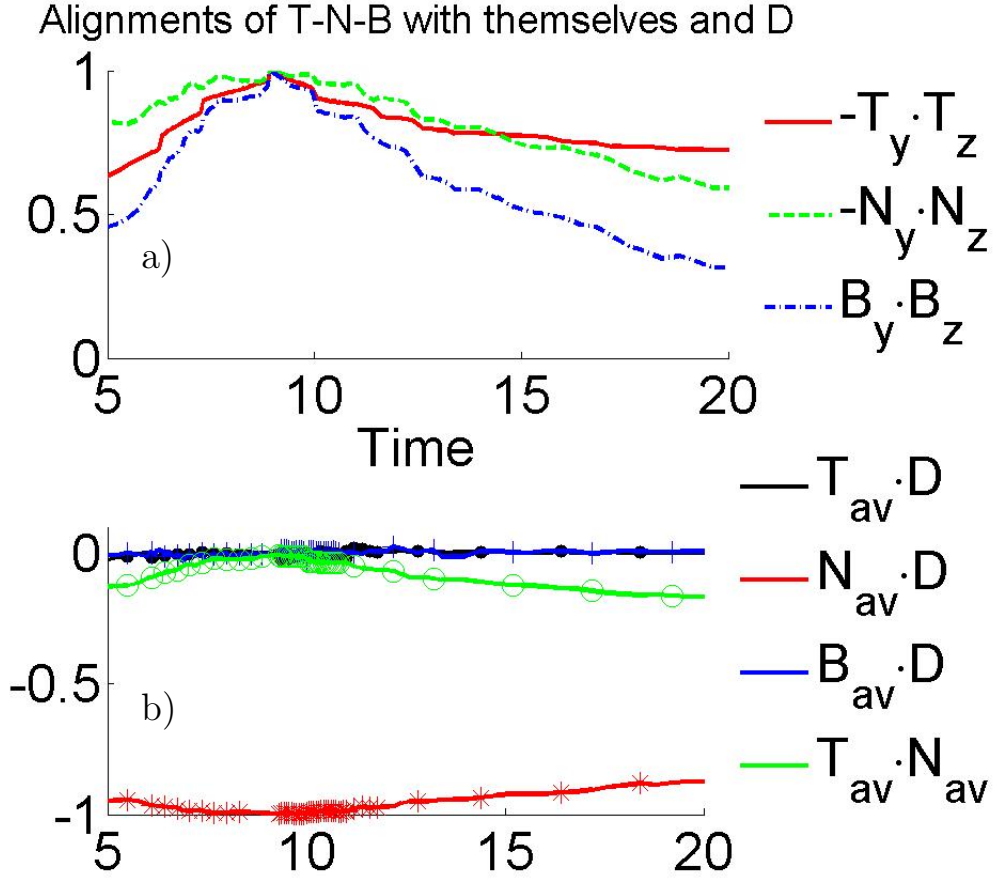 Alignments of T-N-B with themselves and D
1
0.5
0
a)
5 10 15 20
Time
-T_y·T_z
-N_y·N_z
B_y·B_z
0
-0.5
-1
b)
5 10 15 20
T_av·D
N_av·D
B_av·D
T_av·N_av